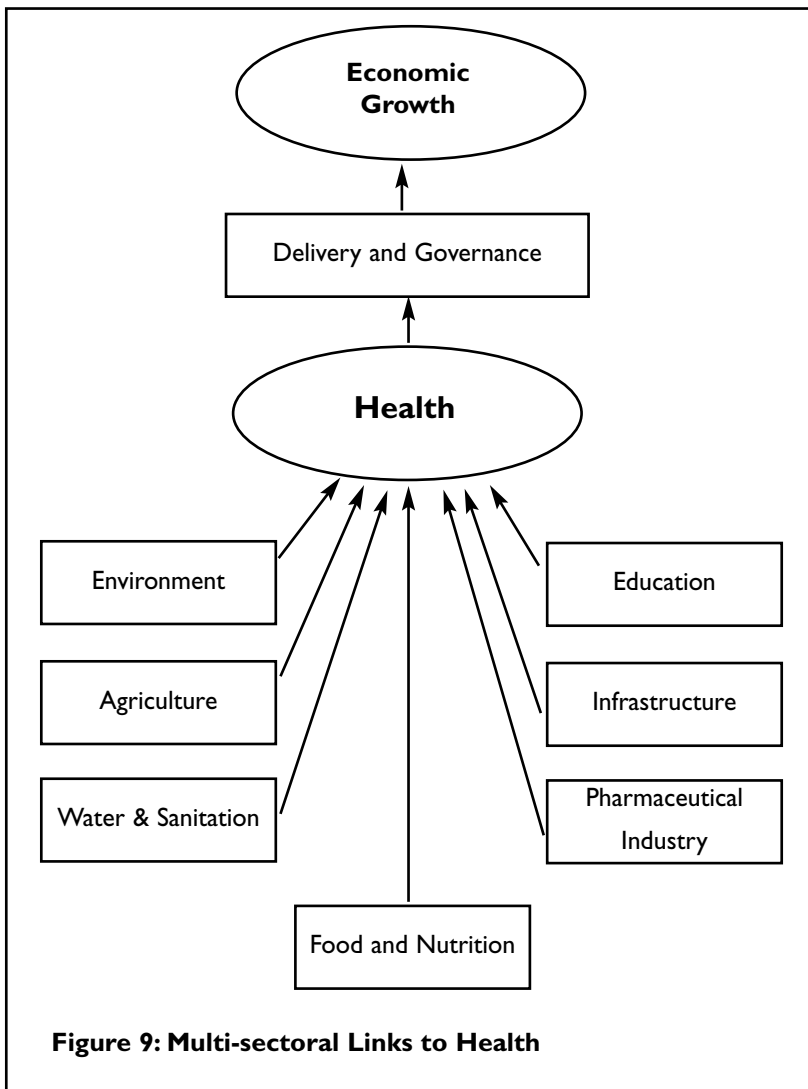 Economic
Growth
Delivery and Governance
Health
Environment
Education
Agriculture
Infrastructure
Water & Sanitation
Pharmaceutical
Industry
Food and Nutrition
Figure 9: Multi-sectoral Links to Health